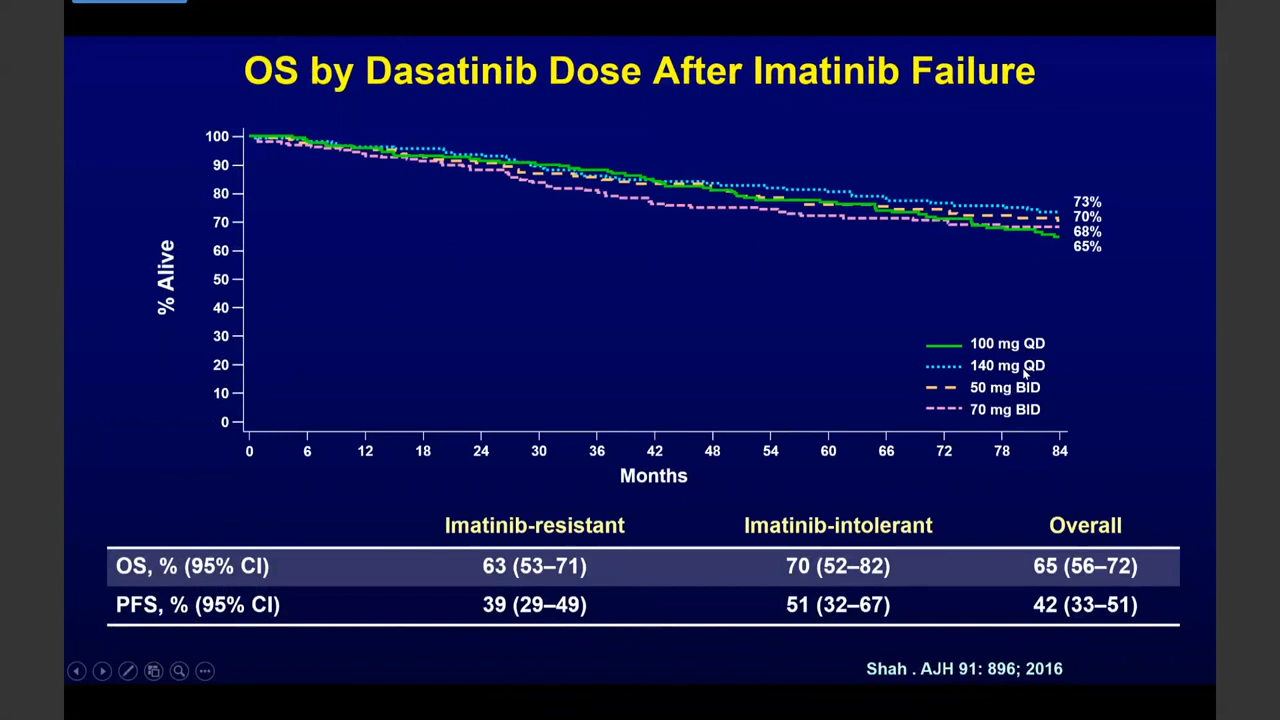 OS by Dasatinib Dose After Imatinib Failure
% Alive
100
90
80
70
60
50
40
30
20
10
0
73%
70%
68%
65%
100 mg QD
140 mg QD
50 mg BID
70 mg BID
0 6 12 18 24 30 36 42 48 54 60 66 72 78 84
Months
Imatinib-resistant Imatinib-intolerant Overall
OS, % (95% CI) 63 (53–71) 70 (52–82) 65 (56–72)
PFS, % (95% CI) 39 (29–49) 51 (32–67) 42 (33–51)
Shah . AJH 91: 896; 2016